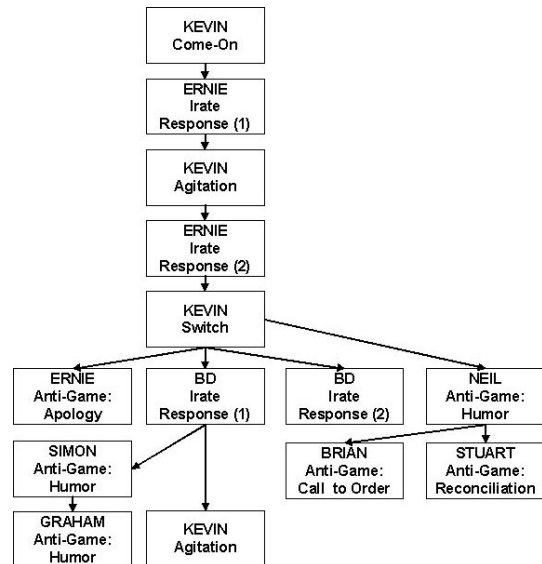 KEVIN
Come-On
ERNIE
Irate
Response (1)
KEVIN
Agitation
ERNIE
Irate
Response (2)
KEVIN
Switch
ERNIE
Anti-Game:
Apology
BD
Irate
Response (1)
BD
Irate
Response (2)
NEIL
Anti-Game:
Humor
SIMON
Anti-Game:
Humor
BRIAN
Anti-Game:
Call to Order
STUART
Anti-Game:
Reconciliation
GRAHAM
Anti-Game:
Humor
KEVIN
Agitation